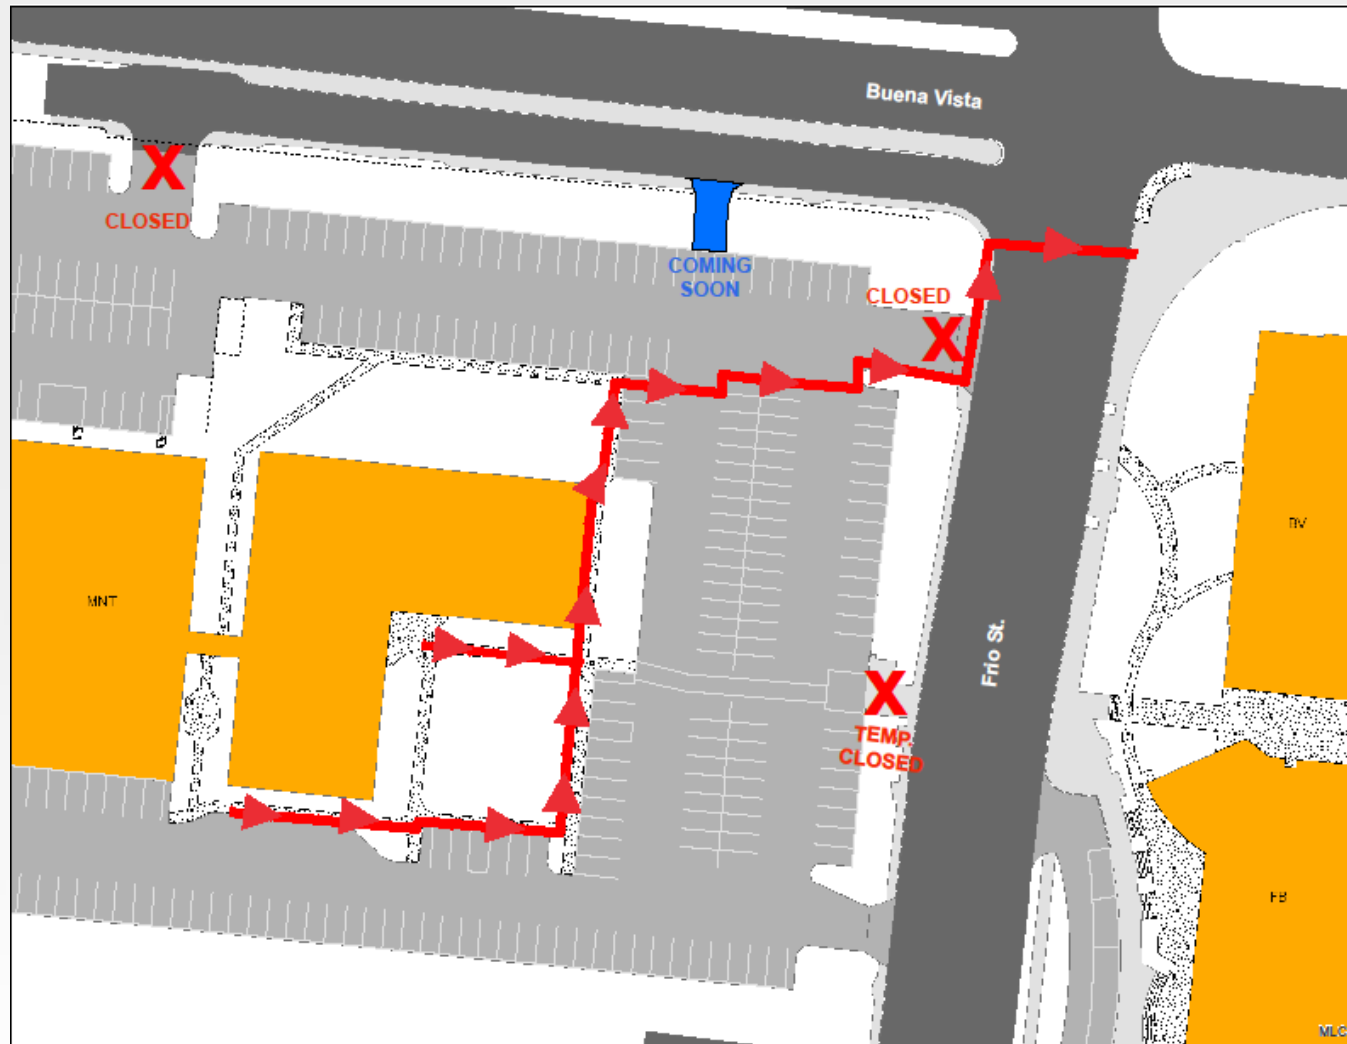 Buena Vista
X
CLOSED
COMING
SOON
CLOSED
X
MNT
BV
Frio St.
X
TEMP.
CLOSED
FB
MLC